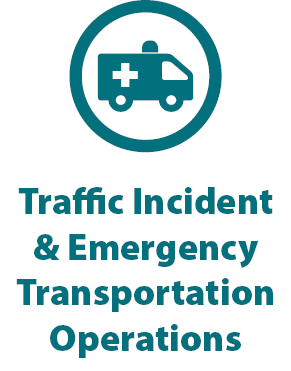 Traffic Incident
& Emergency
Transportation
Operations